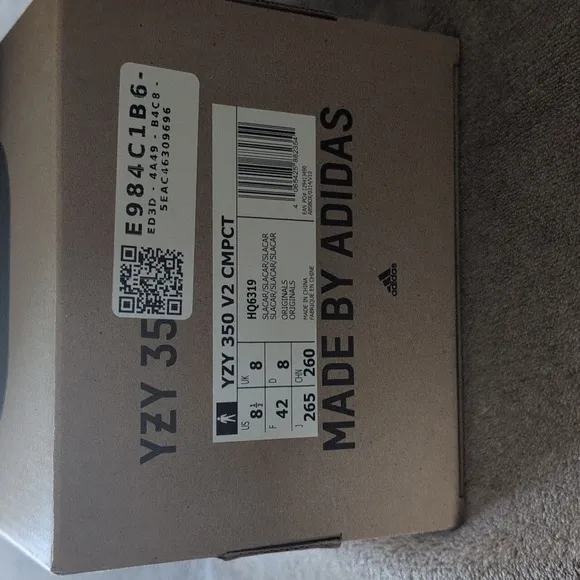 E984C1B6-
ED3D - 4A49 - B4C8 -
5EAC46309696
YZY 35
YZY 350 V2 CMPCT
US
8 1/2
UK
8
F
42
D
8
J
265
CHN
260
HQ6319
SLACAR/SLACAR/SLACAR
SLACAR/SLACAR/SLACAR
ORIGINALS
ORIGINALS
MADE IN CHINA
FABRIQUÉ EN CHINE
MADE BY ADIDAS
adidas